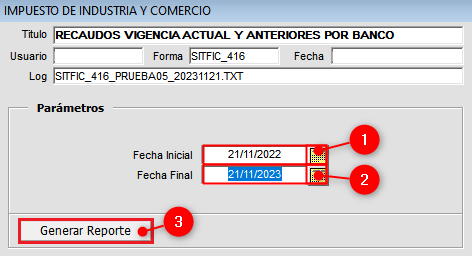 IMPUESTO DE INDUSTRIA Y COMERCIO
Titulo RECAUDOS VIGENCIA ACTUAL Y ANTERIORES POR BANCO
Usuario Forma SITFIC_416 Fecha
Log SITFIC_416_PRUEBA05_20231121.TXT
Parámetros
1
Fecha Inicial 21/11/2022
Fecha Final 21/11/2023 2
Generar Reporte 3